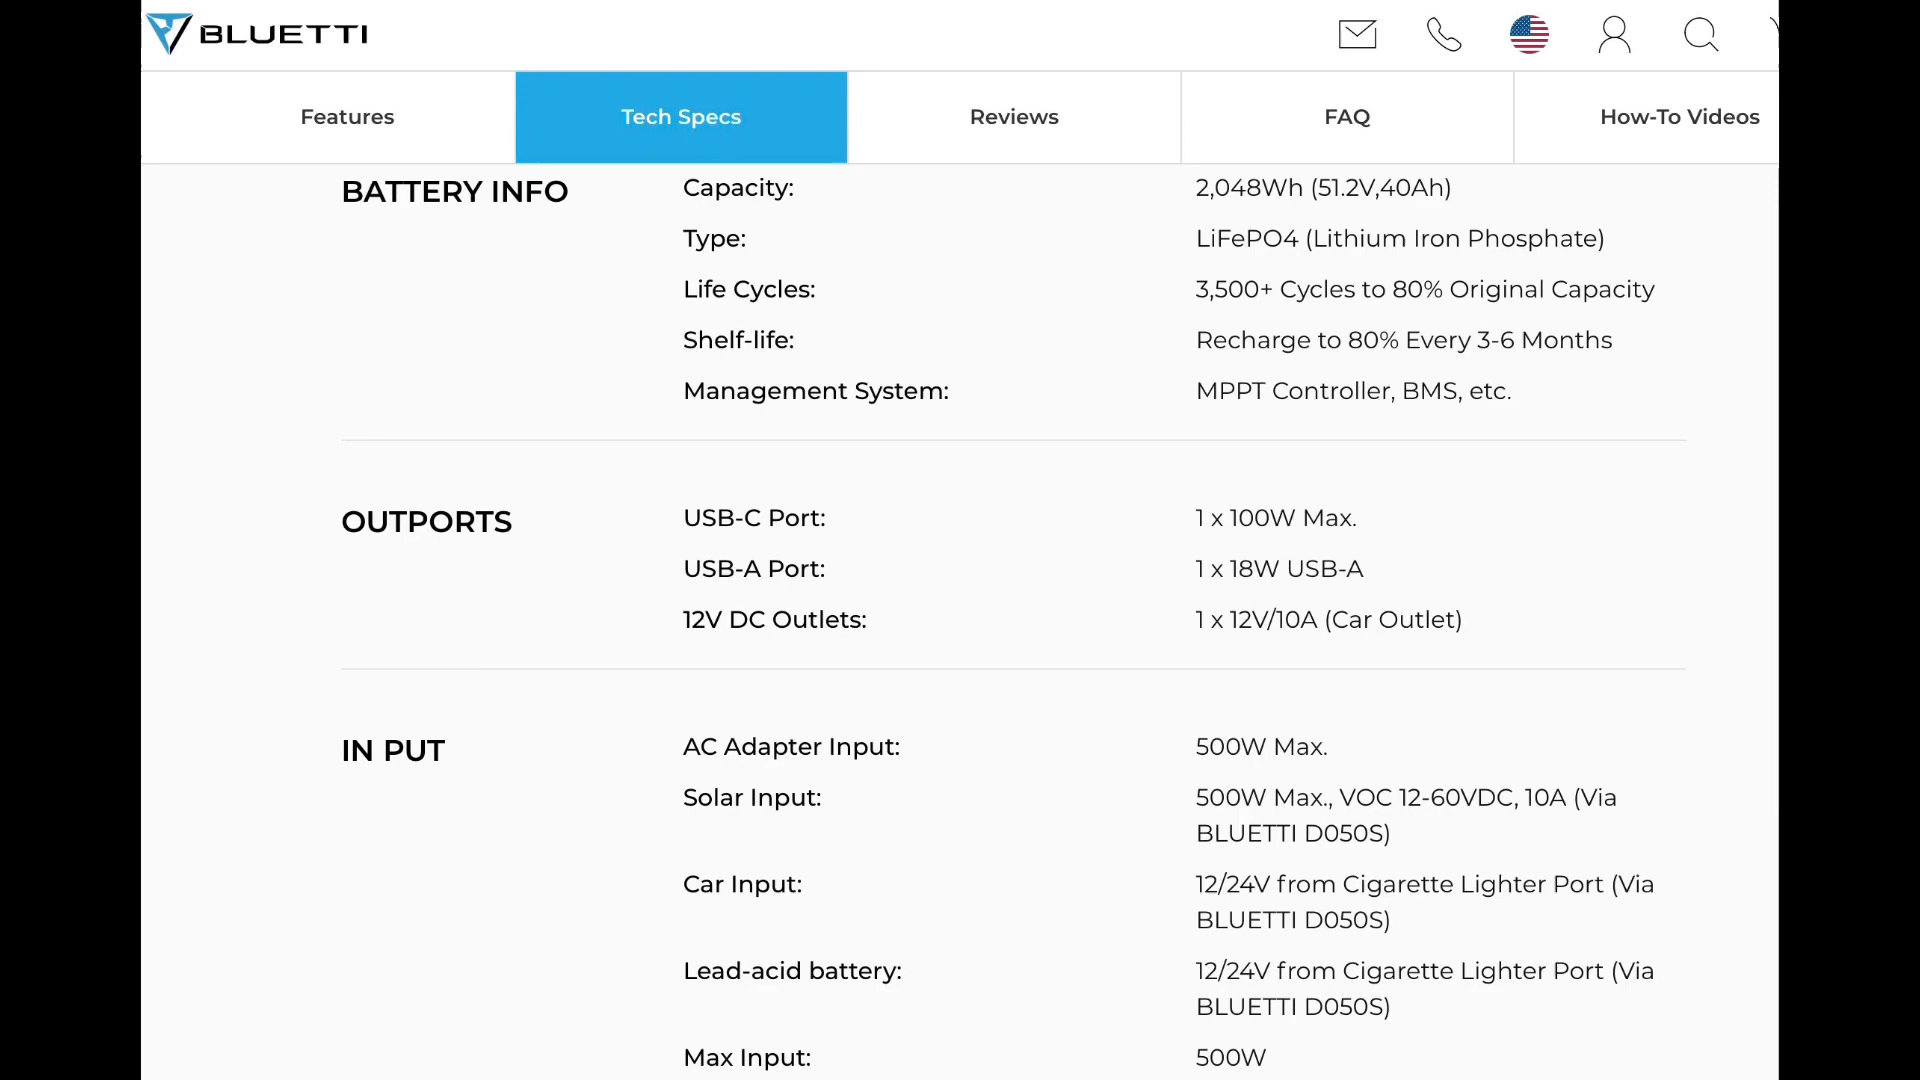 BLUETTI
Features
Tech Specs
Reviews
FAQ
How-To Videos
BATTERY INFO
Capacity:
2,048Wh (51.2V,40Ah)
Type:
LiFePO4 (Lithium Iron Phosphate)
Life Cycles:
3,500+ Cycles to 80% Original Capacity
Shelf-life:
Recharge to 80% Every 3-6 Months
Management System:
MPPT Controller, BMS, etc.
OUTPORTS
USB-C Port:
1 x 100W Max.
USB-A Port:
1 x 18W USB-A
12V DC Outlets:
1 x 12V/10A (Car Outlet)
IN PUT
AC Adapter Input:
500W Max.
Solar Input:
500W Max., VOC 12-60VDC, 10A (Via
BLUETTI D050S)
Car Input:
12/24V from Cigarette Lighter Port (Via
BLUETTI D050S)
Lead-acid battery:
12/24V from Cigarette Lighter Port (Via
BLUETTI D050S)
Max Input:
500W